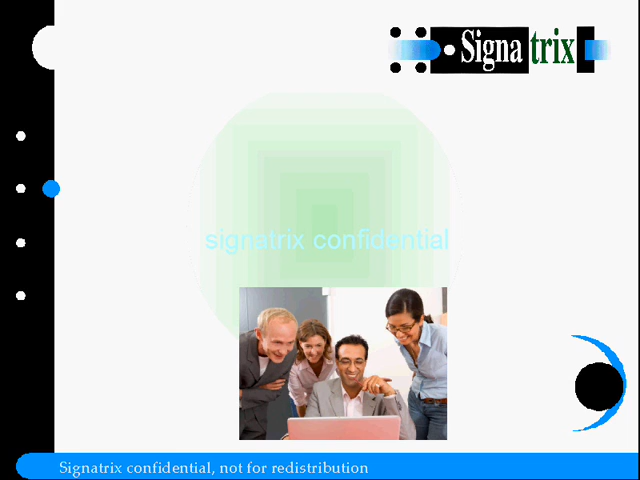 Signatrix
signatrix confidential
Signatrix confidential, not for redistribution